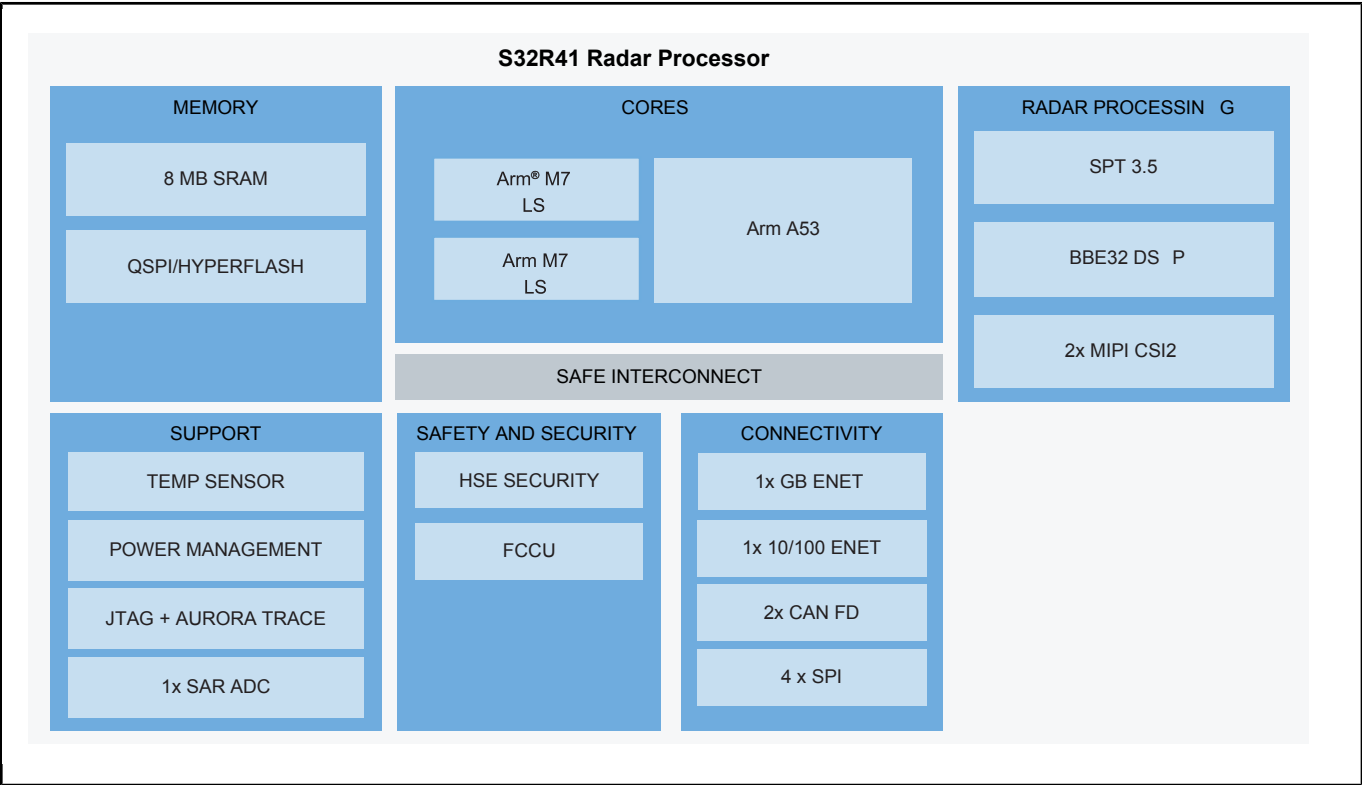 S32R41 Radar Processor
MEMORY
8 MB SRAM
QSPI/HYPERFLASH
CORES
Arm® M7
LS
Arm M7
LS
Arm A53
SAFE INTERCONNECT
RADAR PROCESSIN G
SPT 3.5
BBE32 DS P
2x MIPI CSI2
SUPPORT
TEMP SENSOR
POWER MANAGEMENT
JTAG + AURORA TRACE
1x SAR ADC
SAFETY AND SECURITY
HSE SECURITY
FCCU
CONNECTIVITY
1x GB ENET
1x 10/100 ENET
2x CAN FD
4 x SPI